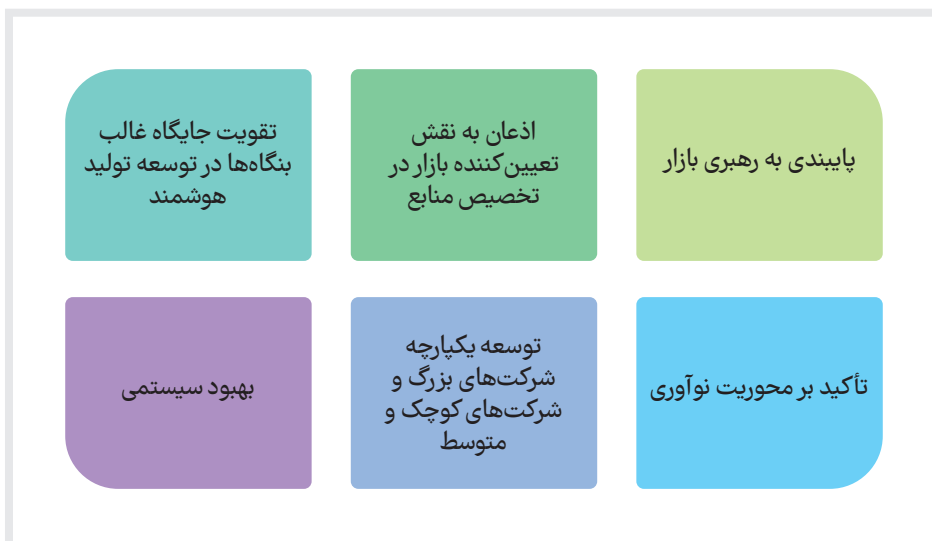 پایبندی به رهبری بازار
اذعان به نقش
تعیین‌کننده بازار در
تخصیص منابع
تقویت جایگاه غالب
بنگاه‌ها در توسعه تولید
هوشمند
تأکید بر محوریت نوآوری
توسعه یکپارچه
شرکت‌های بزرگ و
شرکت‌های کوچک و
متوسط
بهبود سیستمی